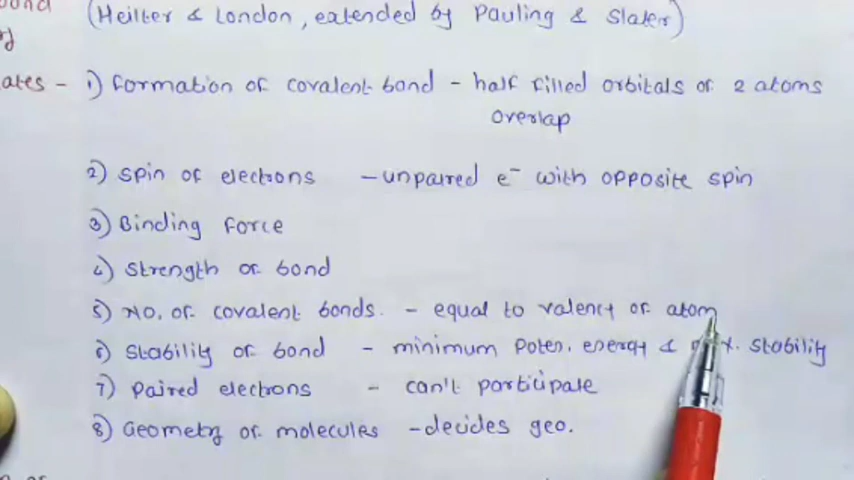 (Heilter & London, extended by Pauling & Slater)
ates - 1) Formation of covalent bond - half filled orbitals of 2 atoms
overlap
2) Spin of electrons - unpaired e⁻ with opposite spin
3) Binding Force
4) Strength of bond
5) No. of covalent bonds. - equal to valency of atom
6) Stability of bond - minimum poten. energy & stability
7) Paired electrons - can't participate
8) Geometry of molecules - decides geo.